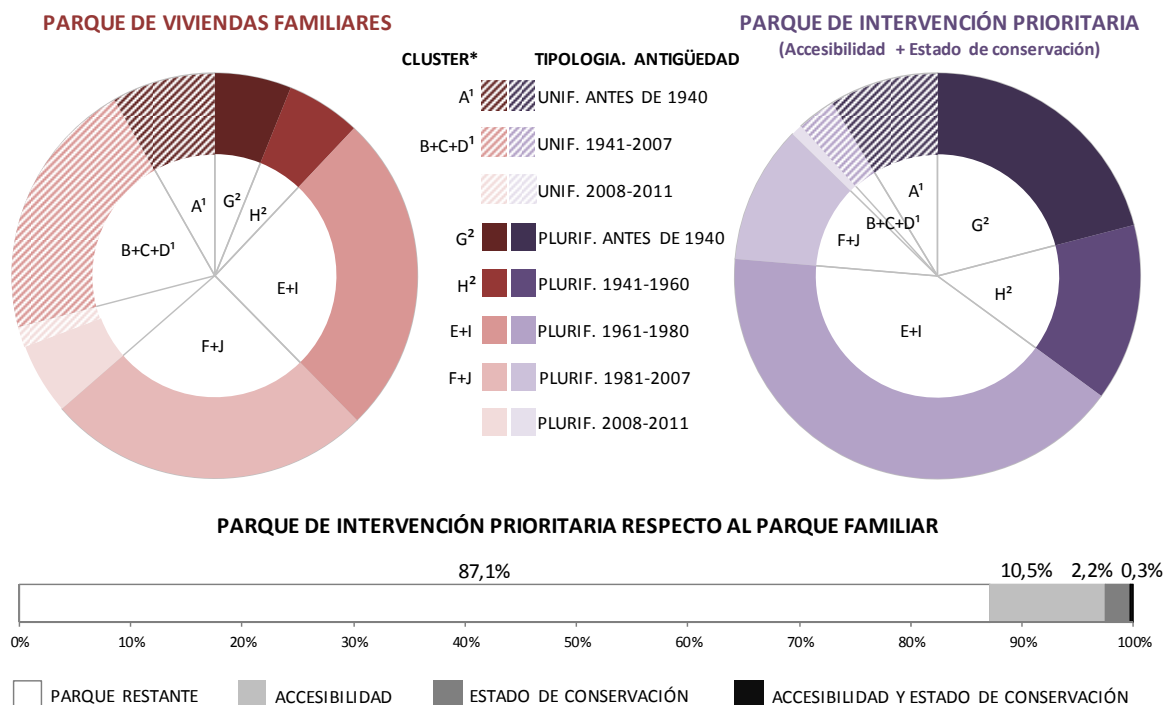 PARQUE DE VIVIENDAS FAMILIARES
PARQUE DE INTERVENCIÓN PRIORITARIA
(Accesibilidad + Estado de conservación)
CLUSTER* TIPOLOGIA. ANTIGÜEDAD
A¹ UNIF. ANTES DE 1940
B+C+D¹ UNIF. 1941-2007
UNIF. 2008-2011
G² PLURIF. ANTES DE 1940
H² PLURIF. 1941-1960
E+I PLURIF. 1961-1980
F+J PLURIF. 1981-2007
PLURIF. 2008-2011
A¹
G²
H²
B+C+D¹
E+I
F+J
A¹
G²
B+C+D¹
F+J
H²
E+I
PARQUE DE INTERVENCIÓN PRIORITARIA RESPECTO AL PARQUE FAMILIAR
87,1% 10,5% 2,2% 0,3%
0% 10% 20% 30% 40% 50% 60% 70% 80% 90% 100%
PARQUE RESTANTE ACCESIBILIDAD ESTADO DE CONSERVACIÓN ACCESIBILIDAD Y ESTADO DE CONSERVACIÓN